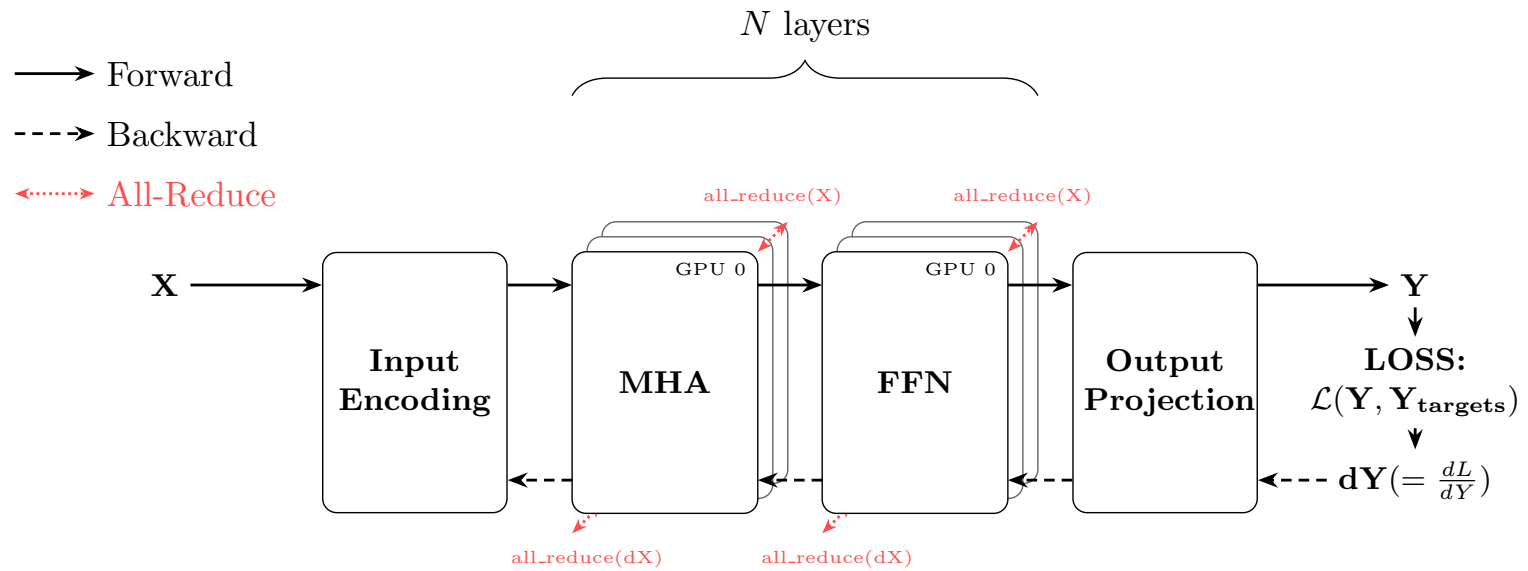 N layers
Forward
Backward
All-Reduce
all_reduce(X)
all_reduce(X)
GPU 0
GPU 0
X
Input
Encoding
MHA
FFN
Output
Projection
Y
LOSS:
ℒ(Y, Y_targets)
dY(= dL/dY)
all_reduce(dX)
all_reduce(dX)